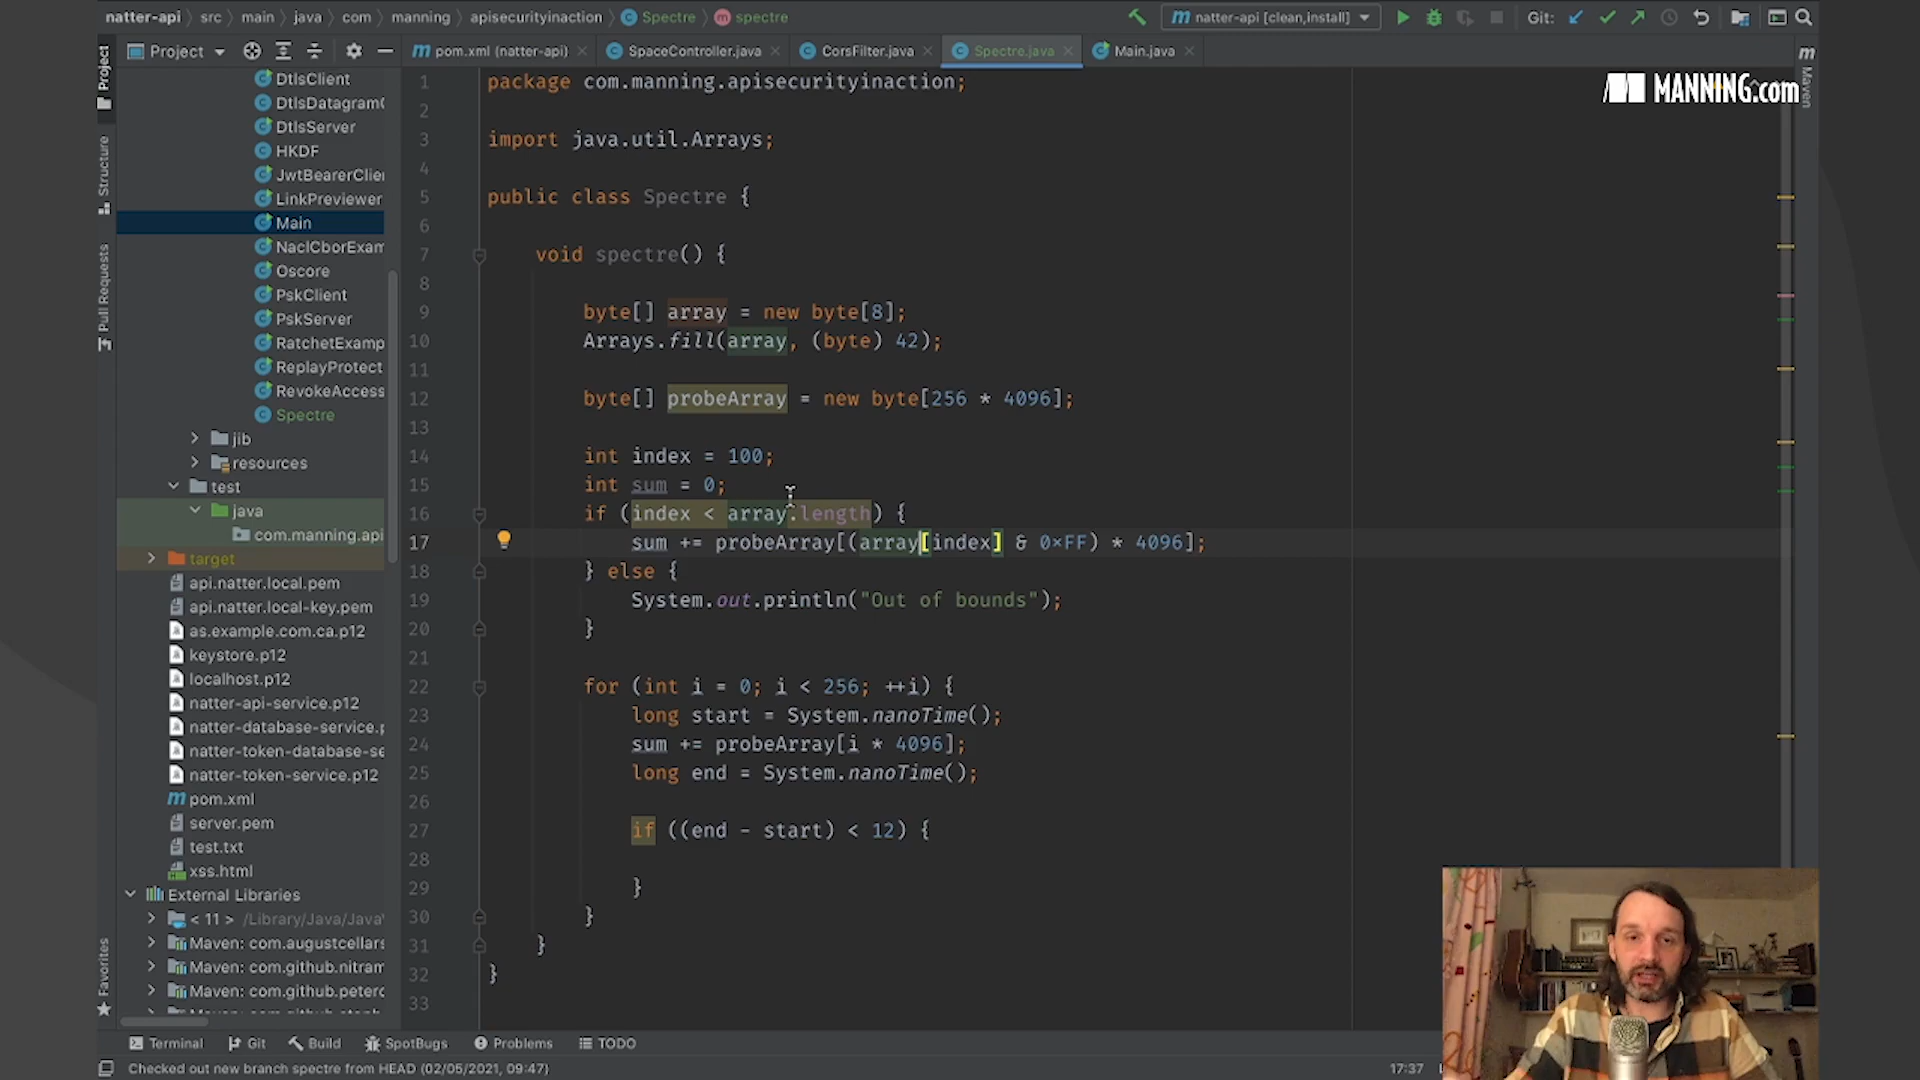 natter-api
src
main
java
com
manning
apisecurityinaction
Spectre
spectre
natter-api [clean,install]
Git:
Project
pom.xml (natter-api)
SpaceController.java
CorsFilter.java
Spectre.java
Main.java
MANNING.com
Maven
Project
Structure
Pull Requests
Favorites
DtlsClient
DtlsDatagramC
DtlsServer
HKDF
JwtBearerClier
LinkPreviewer
Main
NaclCborExam
Oscore
PskClient
PskServer
RatchetExamp
ReplayProtect
RevokeAccess
Spectre
jib
resources
test
java
com.manning.api
target
api.natter.local.pem
api.natter.local-key.pem
as.example.com.ca.p12
keystore.p12
localhost.p12
natter-api-service.p12
natter-database-service.p
natter-token-database-se
natter-token-service.p12
pom.xml
server.pem
test.txt
xss.html
External Libraries
< 11 > /Library/Java/Java
Maven: com.augustcellars
Maven: com.github.nitram
Maven: com.github.peterc
1 package com.manning.apisecurityinaction;
2
3 import java.util.Arrays;
4
5 public class Spectre {
6
7 void spectre() {
8
9 byte[] array = new byte[8];
10 Arrays.fill(array, (byte) 42);
11
12 byte[] probeArray = new byte[256 * 4096];
13
14 int index = 100;
15 int sum = 0;
16 if (index < array.length) {
17 sum += probeArray[(array[index] & 0xFF) * 4096];
18 } else {
19 System.out.println("Out of bounds");
20 }
21
22 for (int i = 0; i < 256; ++i) {
23 long start = System.nanoTime();
24 sum += probeArray[i * 4096];
25 long end = System.nanoTime();
26
27 if ((end - start) < 12) {
28
29 }
30 }
31 }
32 }
33
Terminal
Git
Build
SpotBugs
Problems
TODO
Checked out new branch spectre from HEAD (02/05/2021, 09:47)
17:37